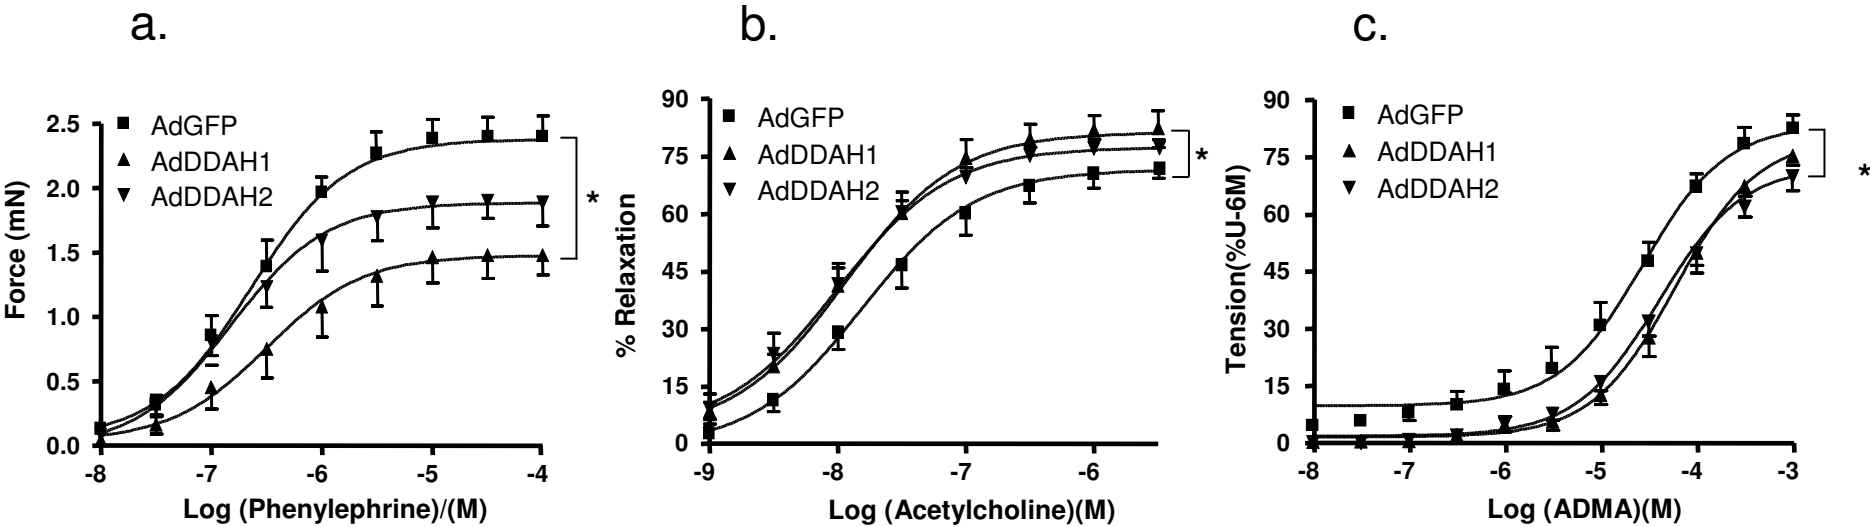 a.
Force (mN)
2.5
2.0
1.5
1.0
0.5
0.0
AdGFP
AdDDAH1
AdDDAH2
*
-8 -7 -6 -5 -4
Log (Phenylephrine)/(M)
b.
% Relaxation
90
75
60
45
30
15
0
AdGFP
AdDDAH1
AdDDAH2
*
-9 -8 -7 -6
Log (Acetylcholine)(M)
c.
Tension(%U-6M)
90
75
60
45
30
15
0
AdGFP
AdDDAH1
AdDDAH2
*
-8 -7 -6 -5 -4 -3
Log (ADMA)(M)